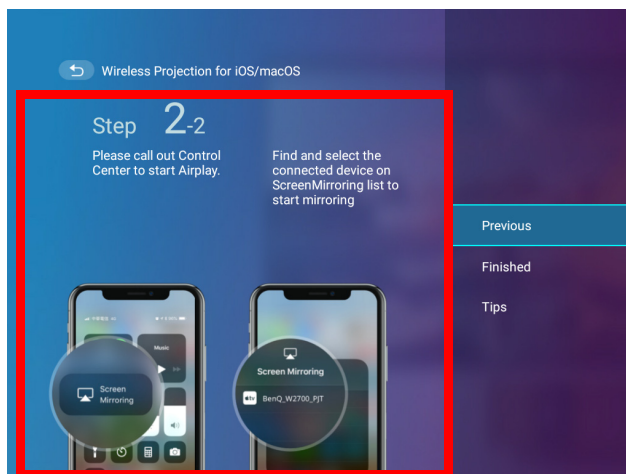 Wireless Projection for iOS/macOS
Step 2-2
Please call out Control
Center to start Airplay.
Find and select the
connected device on
ScreenMirroring list to
start mirroring
Previous
Finished
Tips
Music
Screen
Mirroring
Screen Mirroring
tv
BenQ_W2700_PJT